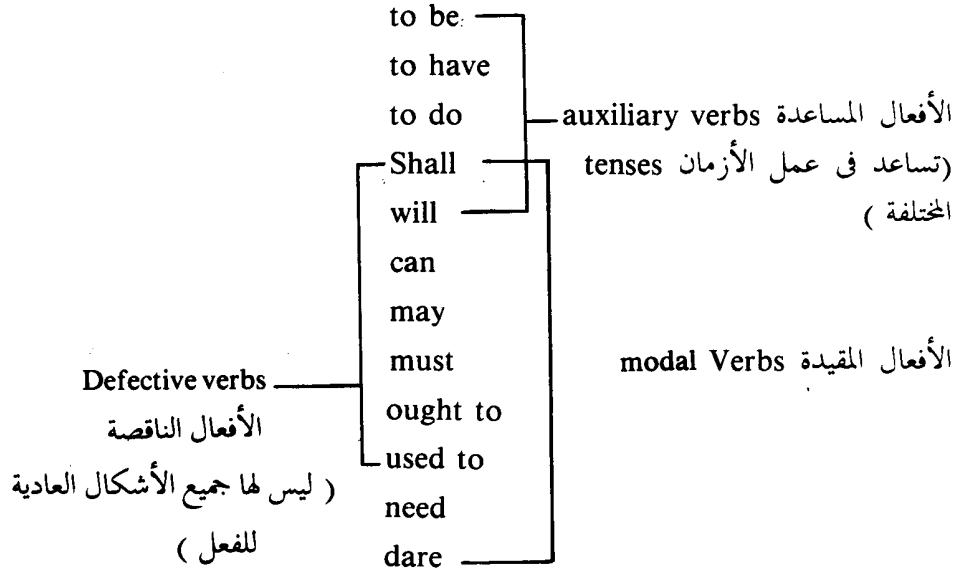 to be
to have
to do
Shall
will
can
may
must
ought to
used to
need
dare
الأفعال المساعدة auxiliary verbs
(تساعد فى عمل الأزمان tenses
المختلفة )
الأفعال المقيدة modal Verbs
Defective verbs
الأفعال الناقصة
( ليس لها جميع الأشكال العادية
للفعل )